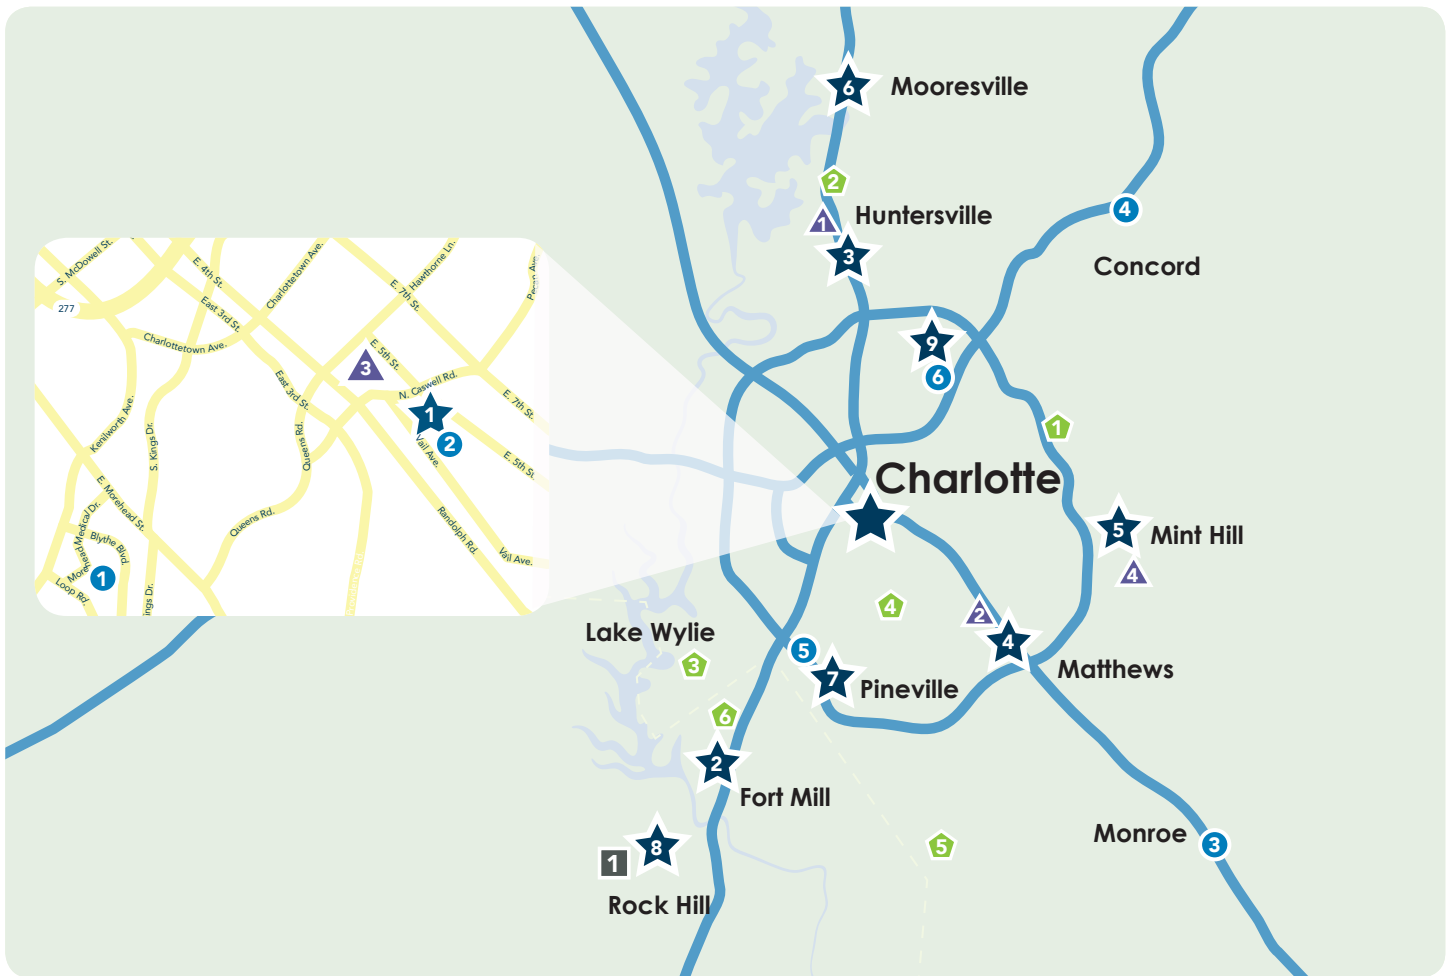 6
Mooresville
2
1
Huntersville
3
4
Concord
S. McDowell St.
E. 4th St.
Charlottetown Ave.
Hawthorne Ln.
277
East 3rd St.
E. 7th St.
Charlottetown Ave.
E. 5th St.
3
9
6
East 3rd St.
N. Caswell Rd.
E. 7th St.
1
2
1
Kenilworth Ave.
S. Kings Dr.
Queens Rd.
Vail Ave.
E. 5th St.
Charlotte
E. Morehead St.
Queens Rd.
Randolph Rd.
5
Mint Hill
Medical Dr.
Blythe Blvd.
Vail Ave.
4
1
Loop Rd
ings Dr.
4
2
Lake Wylie
5
4
3
7
Pineville
Matthews
6
2
Fort Mill
Monroe
3
5
8
1
Rock Hill